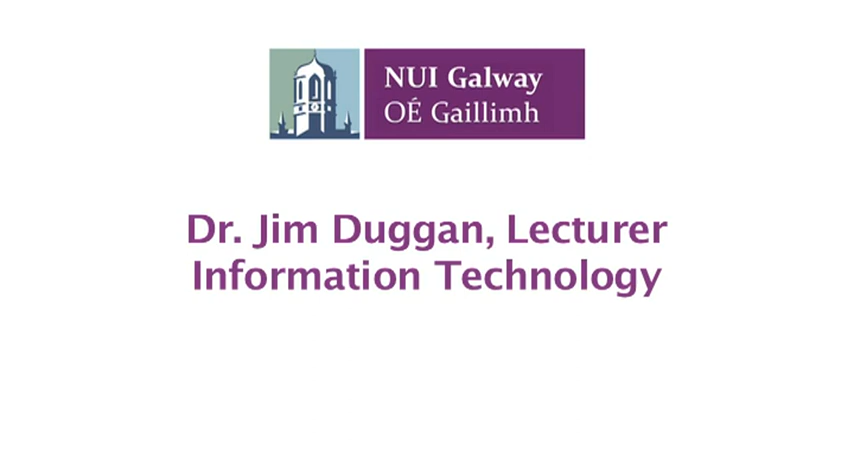 NUI Galway
OÉ Gaillimh
Dr. Jim Duggan, Lecturer
Information Technology